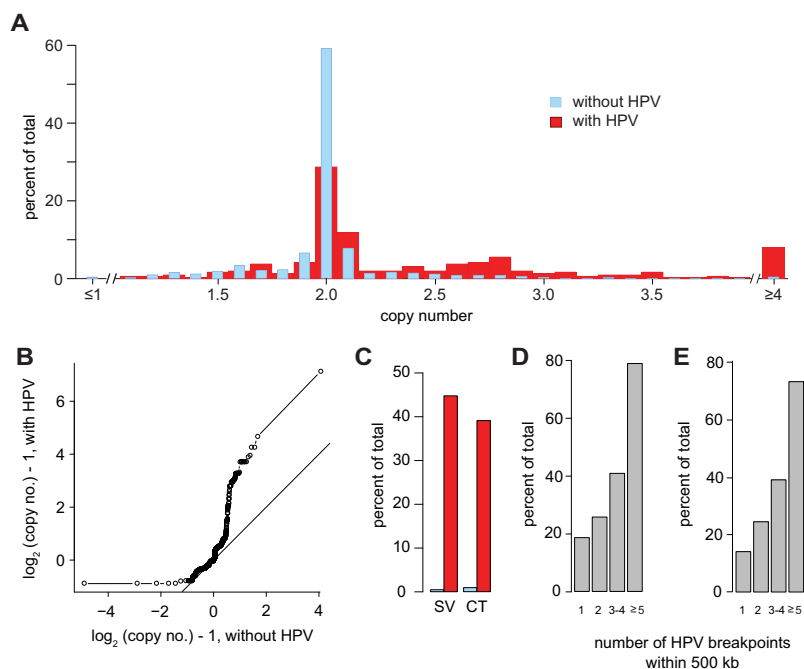 A
percent of total
60
40
20
0
without HPV
with HPV
≤1
1.5
2.0
2.5
3.0
3.5
≥4
copy number
B
log2 (copy no.) - 1, with HPV
6
4
2
0
−4
−2
0
2
4
log2 (copy no.) - 1, without HPV
C
percent of total
50
40
30
20
10
0
SV
CT
D
percent of total
80
60
40
20
0
1
2
3-4
≥5
E
percent of total
80
60
40
20
0
1
2
3-4
≥5
number of HPV breakpoints
within 500 kb